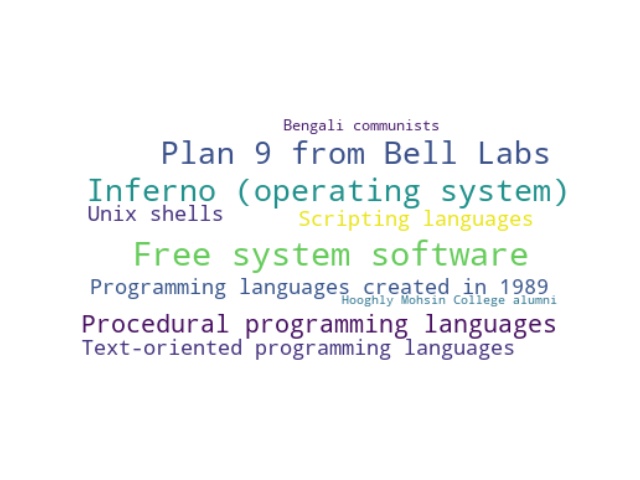 Bengali communists
Plan 9 from Bell Labs
Inferno (operating system)
Unix shells
Scripting languages
Free system software
Programming languages created in 1989
Hooghly Mohsin College alumni
Procedural programming languages
Text-oriented programming languages